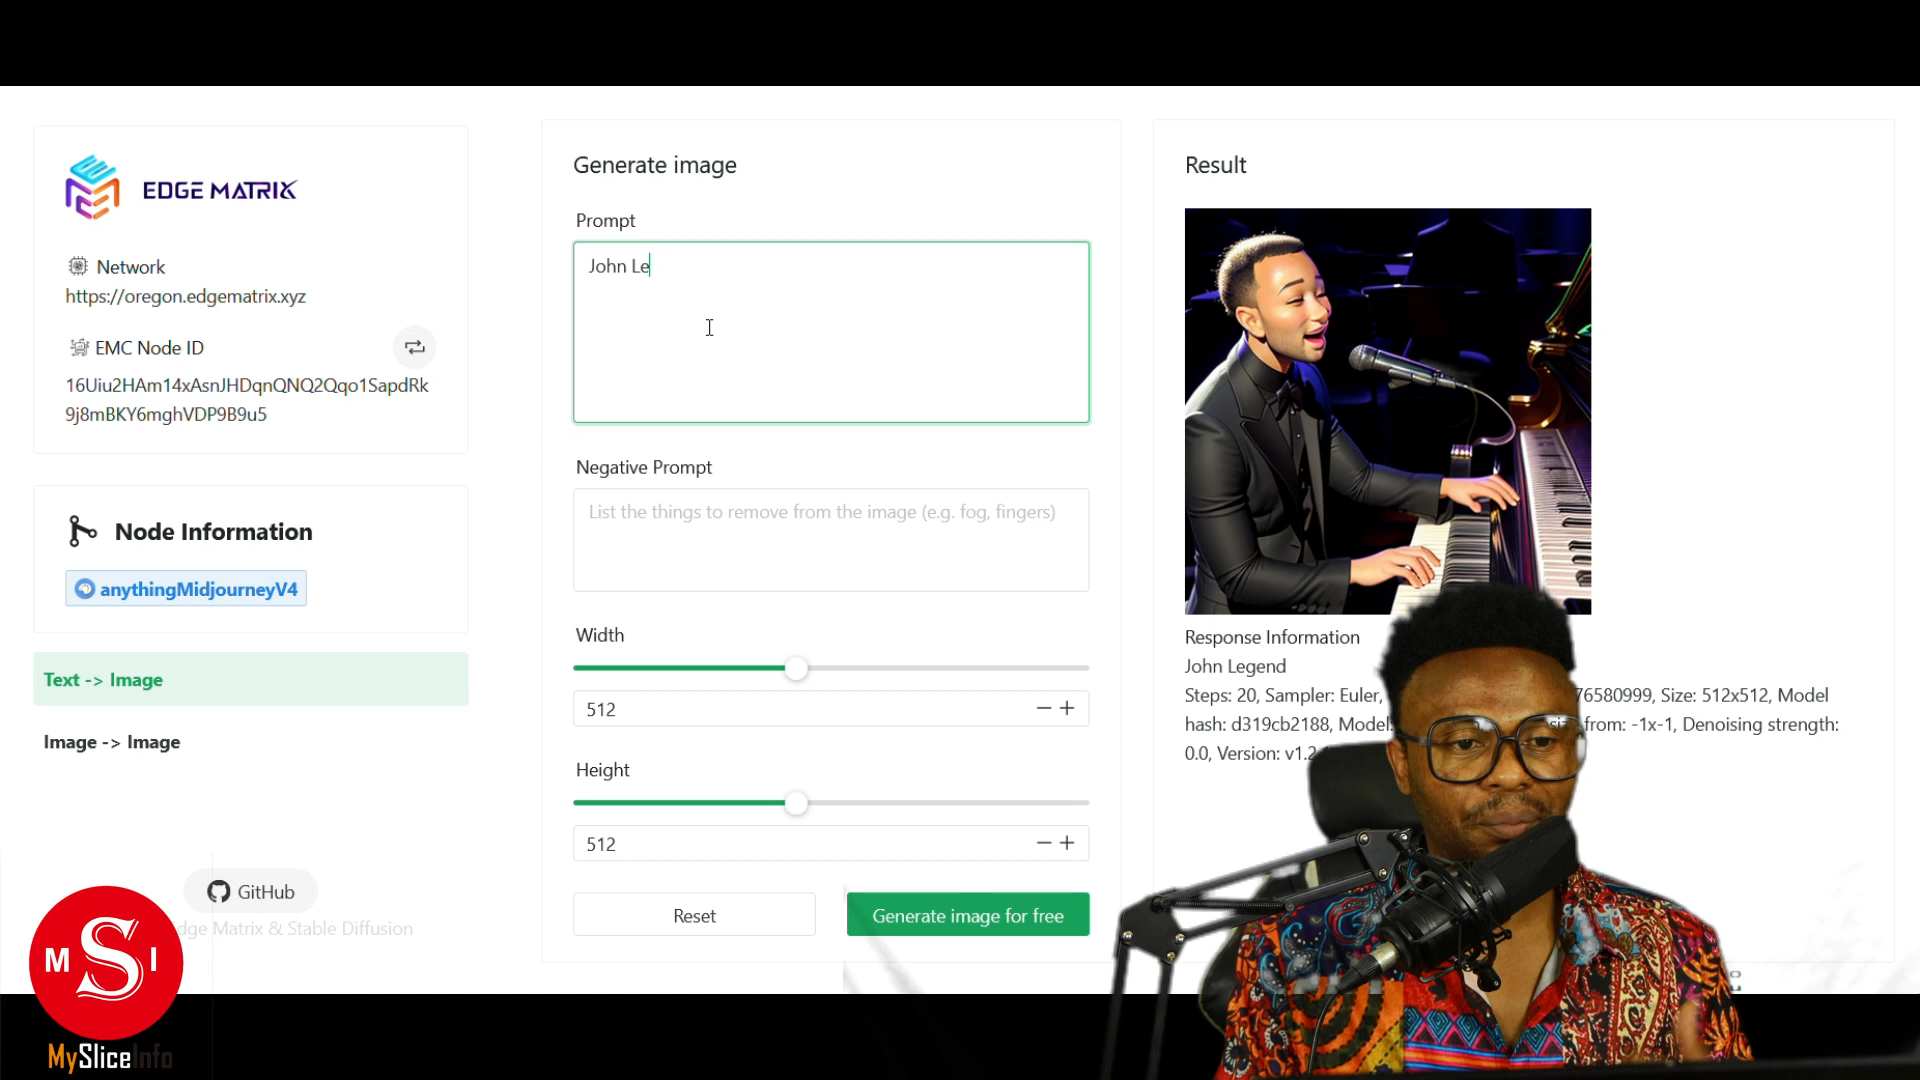 EDGE MATRIX
Network
https://oregon.edgematrix.xyz
EMC Node ID
16Uiu2HAm14xAsnJHDqnQNQ2Qqo1SapdRk
9j8mBKY6mghVDP9B9u5
Node Information
anythingMidjourneyV4
Text -> Image
Image -> Image
GitHub
dge Matrix & Stable Diffusion
M S I
MySliceInfo
Generate image
Prompt
John Le
Negative Prompt
List the things to remove from the image (e.g. fog, fingers)
Width
512
Height
512
Reset
Generate image for free
Result
Response Information
John Legend
Steps: 20, Sampler: Euler, 76580999, Size: 512x512, Model
hash: d319cb2188, Model: from: -1x-1, Denoising strength:
0.0, Version: v1.2